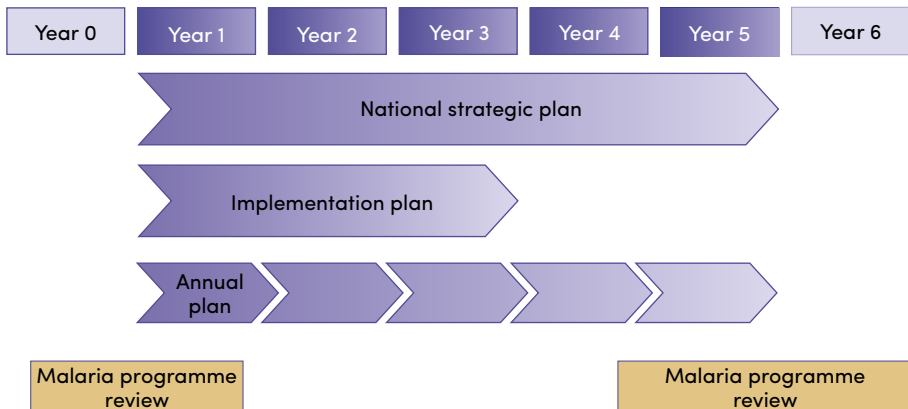 Year 0
Year 1
Year 2
Year 3
Year 4
Year 5
Year 6
National strategic plan
Implementation plan
Annual
plan
Malaria programme
review
Malaria programme
review